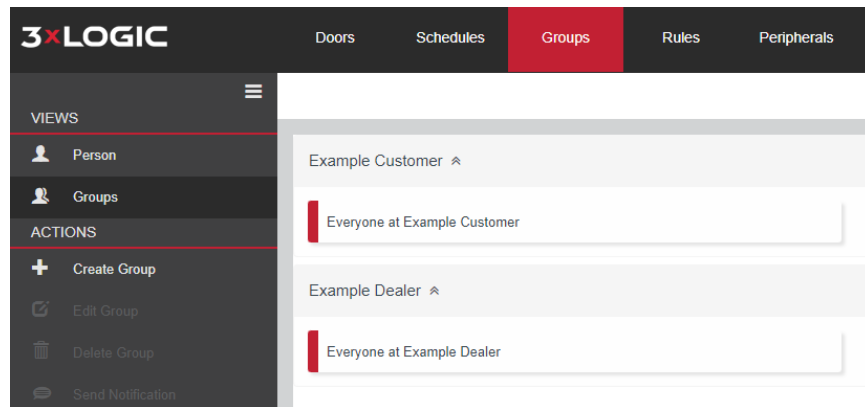 3xLOGIC
Doors Schedules Groups Rules Peripherals
VIEWS
Person
Groups
ACTIONS
Create Group
Edit Group
Delete Group
Send Notification
Example Customer
Everyone at Example Customer
Example Dealer
Everyone at Example Dealer